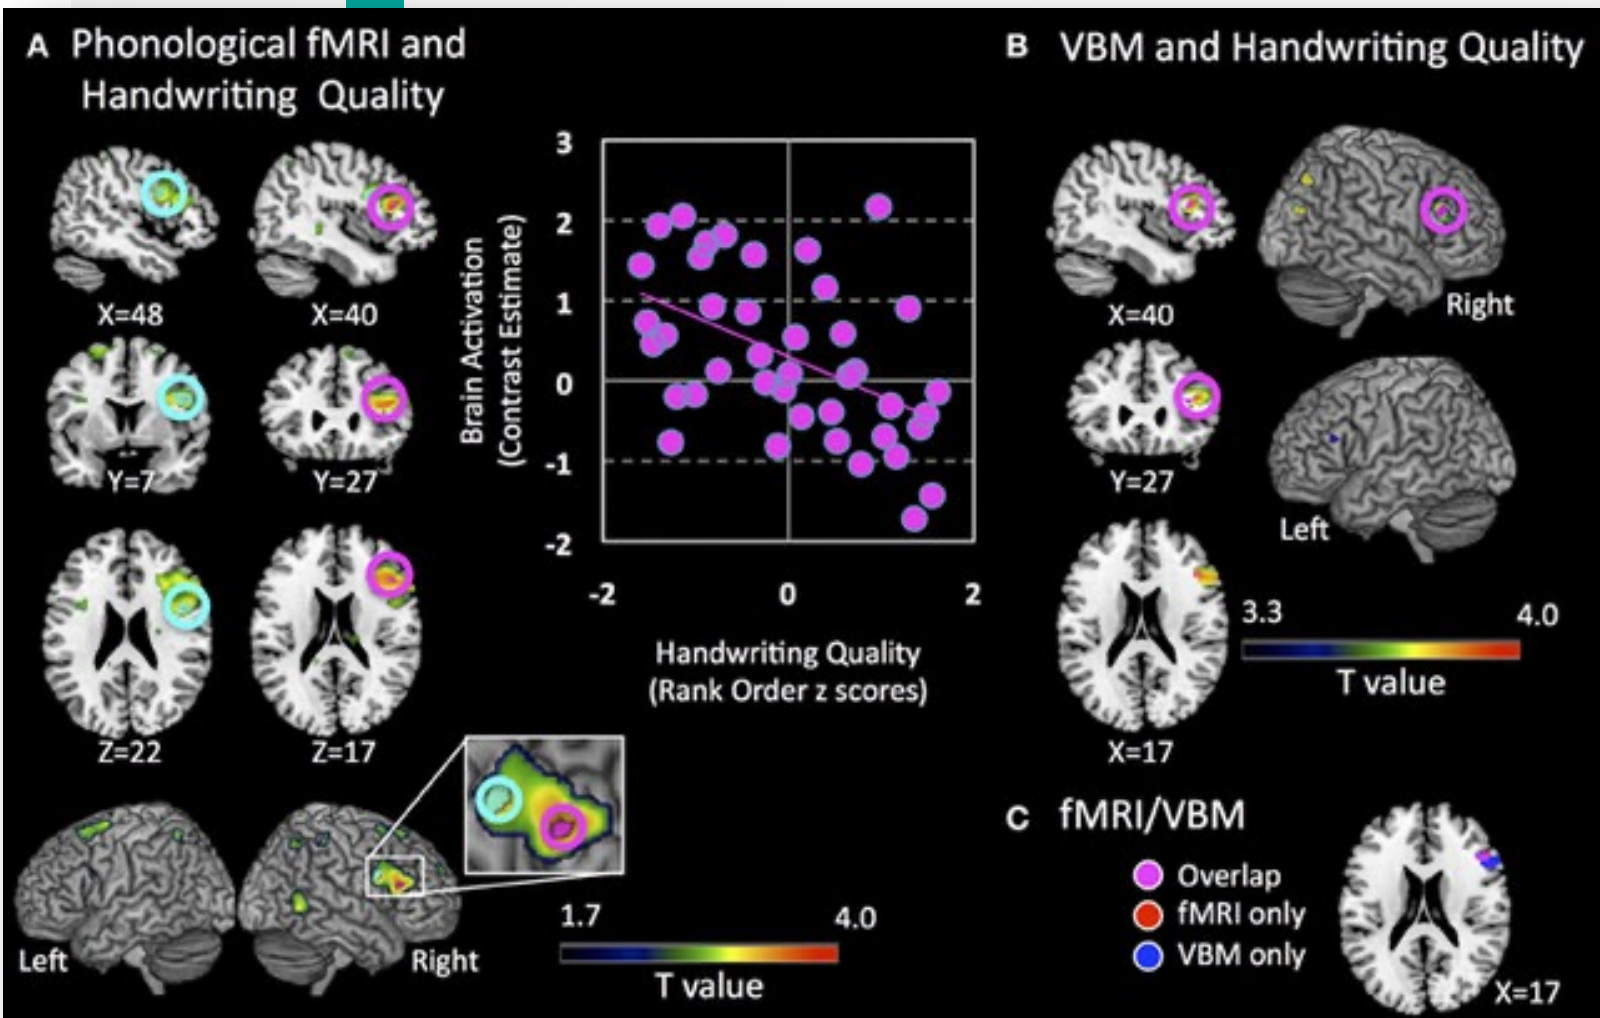 A Phonological fMRI and
Handwriting Quality
X=48
X=40
Y=7
Y=27
Z=22
Z=17
Left
Right
3
2
1
0
-1
-2
-2
0
2
Brain Activation
(Contrast Estimate)
Handwriting Quality
(Rank Order z scores)
1.7
4.0
T value
B VBM and Handwriting Quality
X=40
Right
Y=27
Left
X=17
3.3
4.0
T value
C fMRI/VBM
Overlap
fMRI only
VBM only
X=17